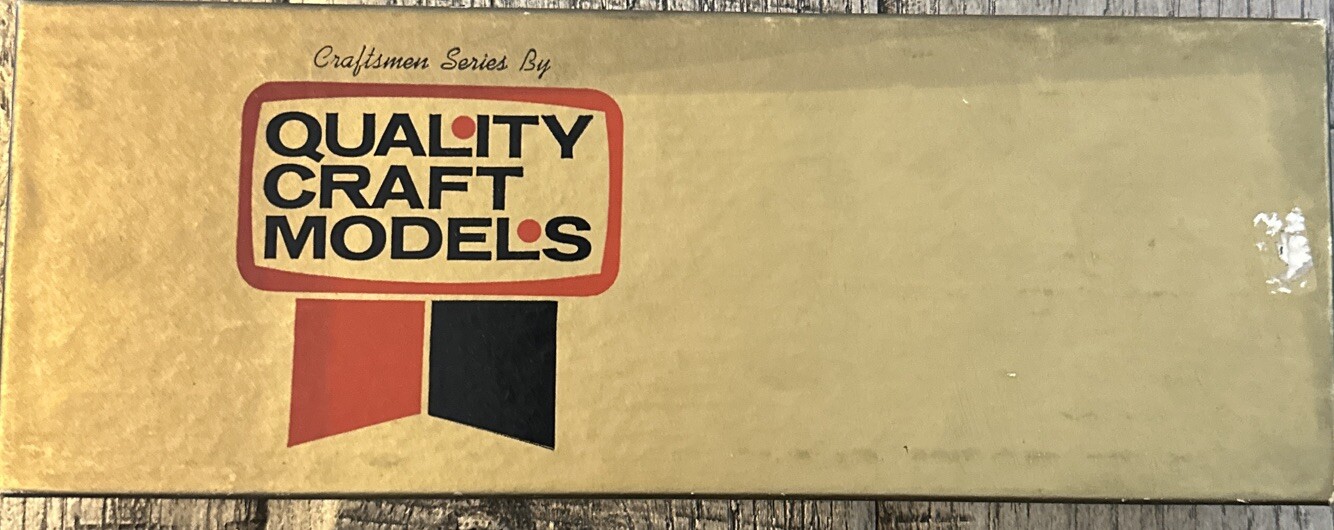 Craftsmen Series By
QUALITY
CRAFT
MODELS